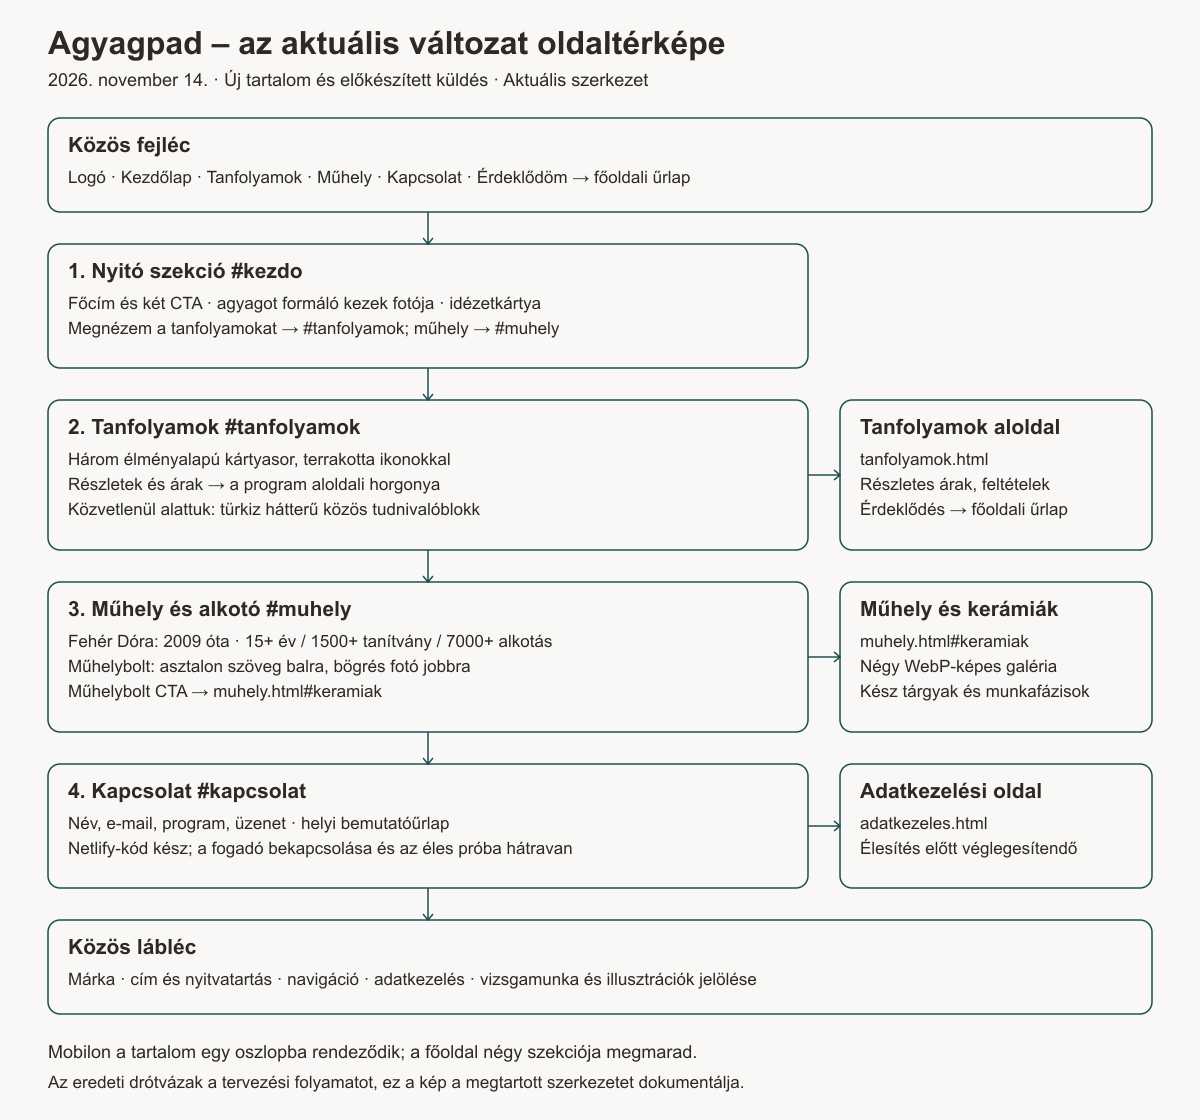 Agyagpad – az aktuális változat oldaltérképe
2026. november 14. · Új tartalom és előkészített küldés · Aktuális szerkezet
Közös fejléc
Logó · Kezdőlap · Tanfolyamok · Műhely · Kapcsolat · Érdeklődöm → főoldali űrlap
1. Nyitó szekció #kezdo
Főcím és két CTA · agyagot formáló kezek fotója · idézetkártya
Megnézem a tanfolyamokat → #tanfolyamok; műhely → #muhely
2. Tanfolyamok #tanfolyamok
Három élményalapú kártyasor, terrakotta ikonokkal
Részletek és árak → a program aloldali horgonya
Közvetlenül alattuk: türkiz hátterű közös tudnivalóblokk
Tanfolyamok aloldal
tanfolyamok.html
Részletes árak, feltételek
Érdeklődés → főoldali űrlap
3. Műhely és alkotó #muhely
Fehér Dóra: 2009 óta · 15+ év / 1500+ tanítvány / 7000+ alkotás
Műhelybolt: asztalon szöveg balra, bögrés fotó jobbra
Műhelybolt CTA → muhely.html#keramiak
Műhely és kerámiák
muhely.html#keramiak
Négy WebP-képes galéria
Kész tárgyak és munkafázisok
4. Kapcsolat #kapcsolat
Név, e-mail, program, üzenet · helyi bemutatóűrlap
Netlify-kód kész; a fogadó bekapcsolása és az éles próba hátravan
Adatkezelési oldal
adatkezeles.html
Élesítés előtt véglegesítendő
Közös lábléc
Márka · cím és nyitvatartás · navigáció · adatkezelés · vizsgamunka és illusztrációk jelölése
Mobilon a tartalom egy oszlopba rendeződik; a főoldal négy szekciója megmarad.
Az eredeti drótvázak a tervezési folyamatot, ez a kép a megtartott szerkezetet dokumentálja.